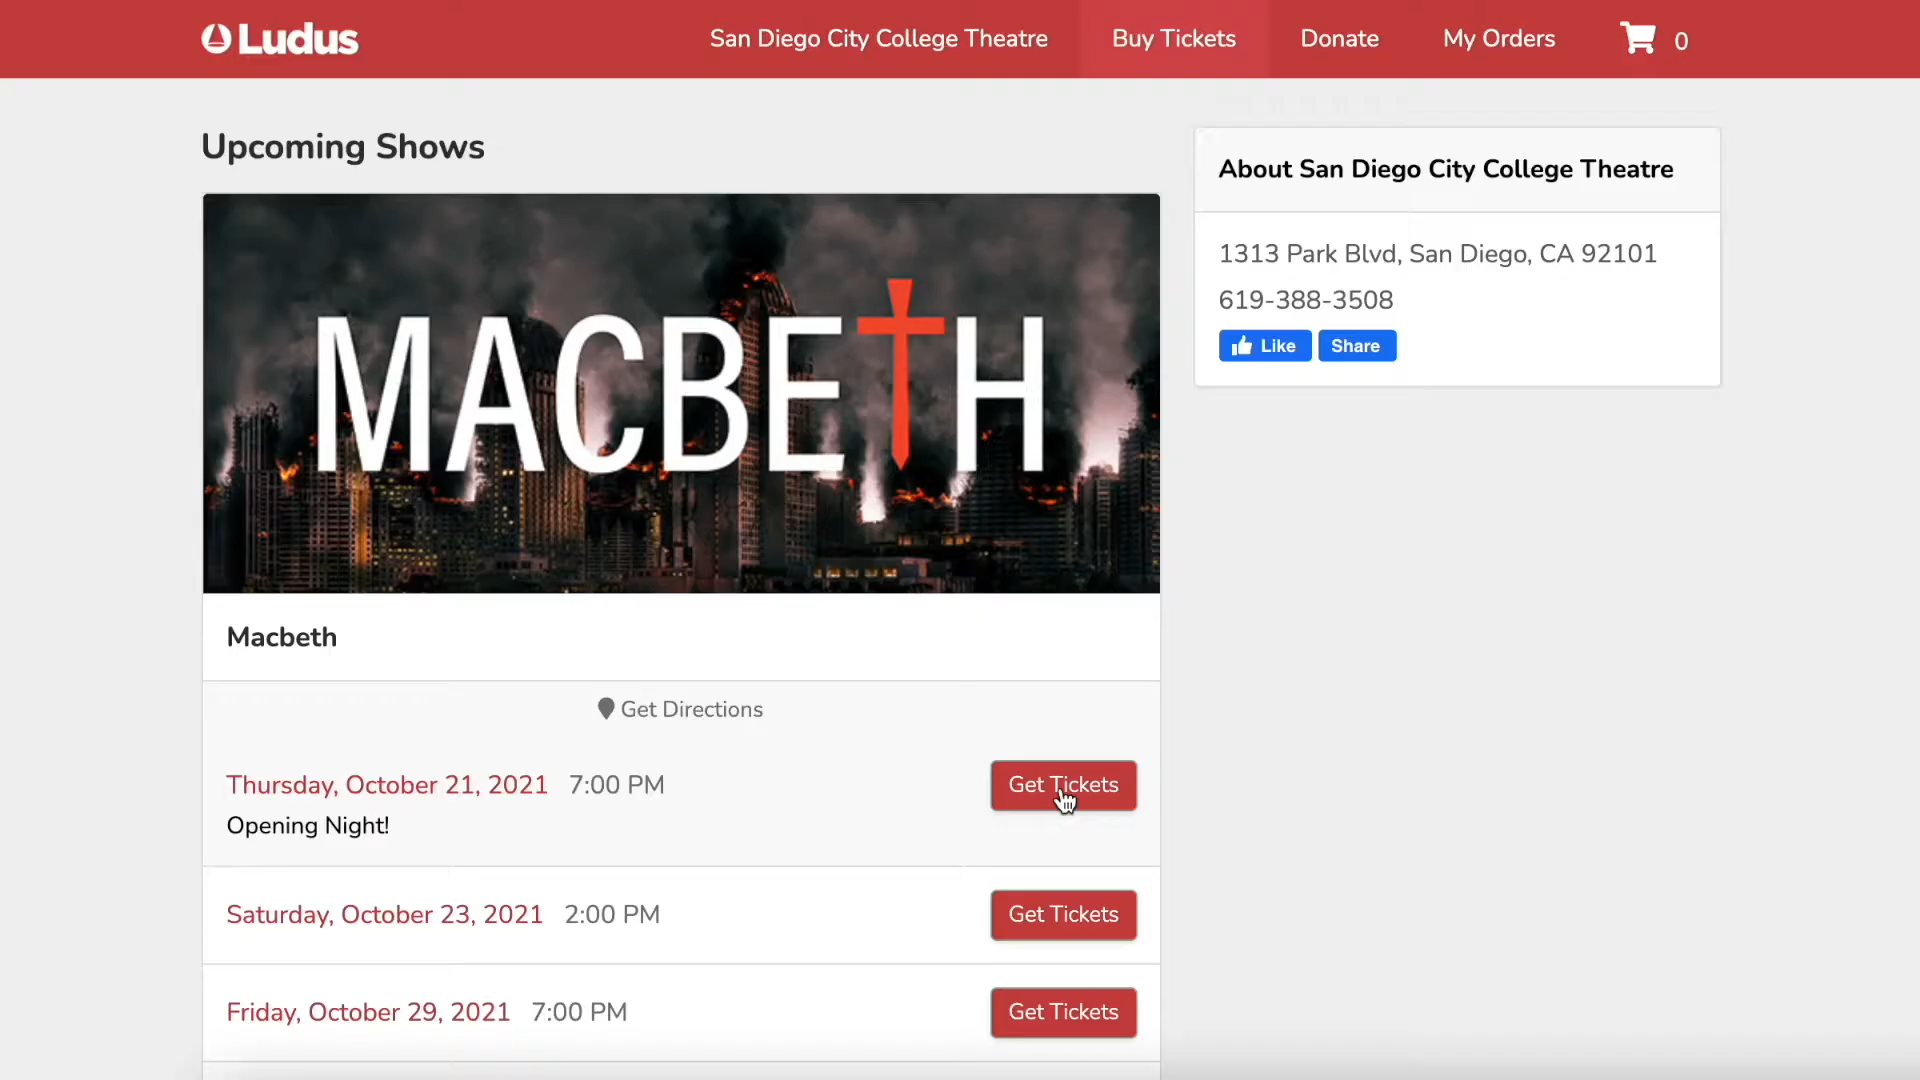 Ludus
San Diego City College Theatre
Buy Tickets
Donate
My Orders
0
Upcoming Shows
MACBETH
Macbeth
Get Directions
Thursday, October 21, 2021 7:00 PM
Get Tickets
Opening Night!
Saturday, October 23, 2021 2:00 PM
Get Tickets
Friday, October 29, 2021 7:00 PM
Get Tickets
About San Diego City College Theatre
1313 Park Blvd, San Diego, CA 92101
619-388-3508
Like
Share